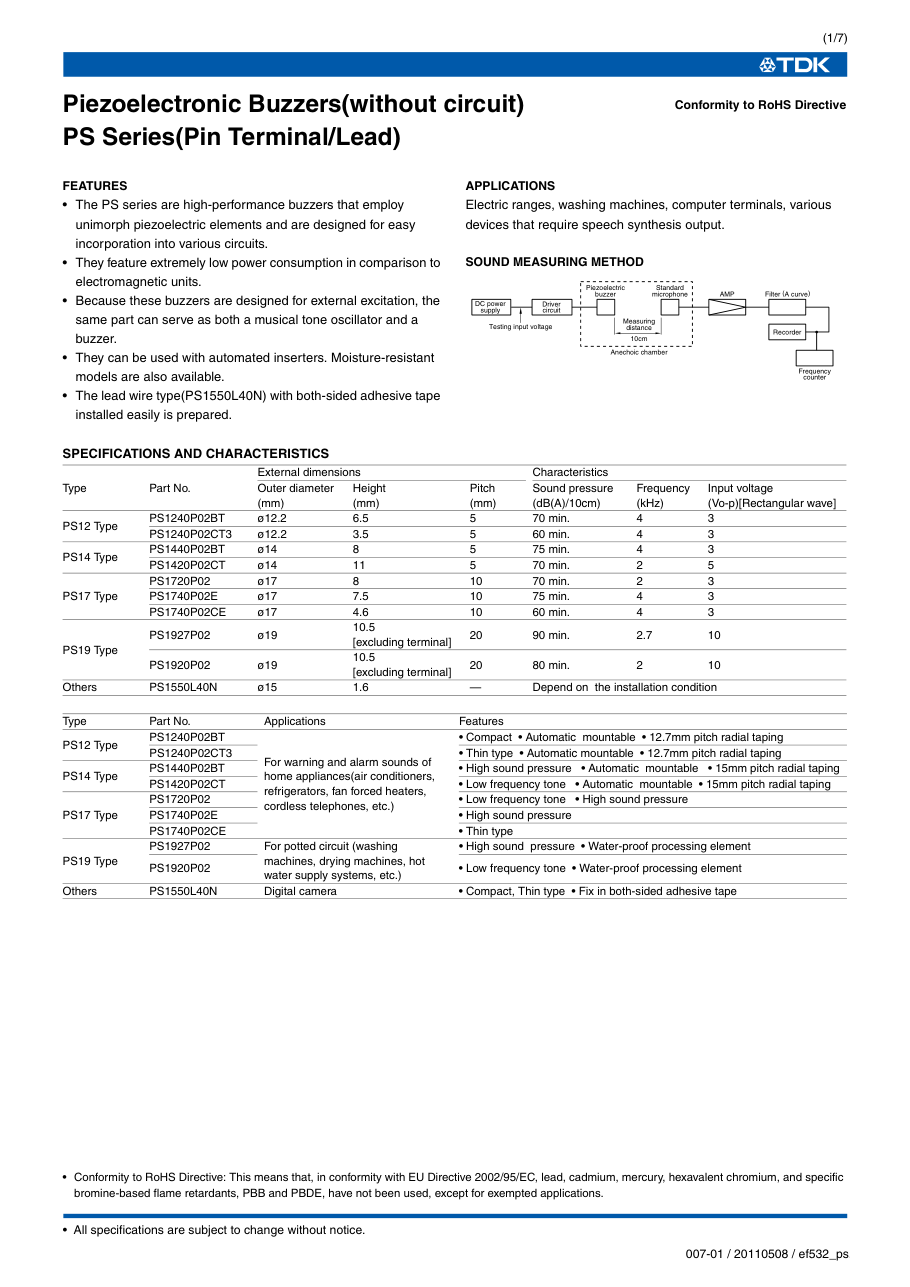 (1/7)
TDK
Piezoelectronic Buzzers(without circuit)
PS Series(Pin Terminal/Lead)
Conformity to RoHS Directive
FEATURES
• The PS series are high-performance buzzers that employ
unimorph piezoelectric elements and are designed for easy
incorporation into various circuits.
• They feature extremely low power consumption in comparison to
electromagnetic units.
• Because these buzzers are designed for external excitation, the
same part can serve as both a musical tone oscillator and a
buzzer.
• They can be used with automated inserters. Moisture-resistant
models are also available.
• The lead wire type(PS1550L40N) with both-sided adhesive tape
installed easily is prepared.
APPLICATIONS
Electric ranges, washing machines, computer terminals, various
devices that require speech synthesis output.
SOUND MEASURING METHOD
DC power
supply
Testing input voltage
Driver
circuit
Piezoelectric
buzzer
Standard
microphone
Measuring
distance
10cm
Anechoic chamber
AMP
Filter (A curve)
Recorder
Frequency
counter
SPECIFICATIONS AND CHARACTERISTICS
External dimensions Characteristics
Type Part No. Outer diameter Height Pitch Sound pressure Frequency Input voltage
(mm) (mm) (mm) (dB(A)/10cm) (kHz) (Vo-p)[Rectangular wave]
PS12 Type PS1240P02BT ø12.2 6.5 5 70 min. 4 3
PS1240P02CT3 ø12.2 3.5 5 60 min. 4 3
PS14 Type PS1440P02BT ø14 8 5 75 min. 4 3
PS1420P02CT ø14 11 5 70 min. 2 5
PS17 Type PS1720P02 ø17 8 10 70 min. 2 3
PS1740P02E ø17 7.5 10 75 min. 4 3
PS1740P02CE ø17 4.6 10 60 min. 4 3
PS19 Type PS1927P02 ø19 10.5
[excluding terminal] 20 90 min. 2.7 10
PS1920P02 ø19 10.5
[excluding terminal] 20 80 min. 2 10
Others PS1550L40N ø15 1.6 — Depend on the installation condition
Type Part No. Applications Features
PS12 Type PS1240P02BT • Compact • Automatic mountable • 12.7mm pitch radial taping
PS1240P02CT3 • Thin type • Automatic mountable • 12.7mm pitch radial taping
PS14 Type PS1440P02BT • High sound pressure • Automatic mountable • 15mm pitch radial taping
PS1420P02CT • Low frequency tone • Automatic mountable • 15mm pitch radial taping
PS17 Type PS1720P02 • Low frequency tone • High sound pressure
PS1740P02E • High sound pressure
PS1740P02CE • Thin type
For warning and alarm sounds of
home appliances(air conditioners,
refrigerators, fan forced heaters,
cordless telephones, etc.)
PS19 Type PS1927P02 • High sound pressure • Water-proof processing element
PS1920P02 • Low frequency tone • Water-proof processing element
For potted circuit (washing
machines, drying machines, hot
water supply systems, etc.)
Others PS1550L40N Digital camera • Compact, Thin type • Fix in both-sided adhesive tape
• Conformity to RoHS Directive: This means that, in conformity with EU Directive 2002/95/EC, lead, cadmium, mercury, hexavalent chromium, and specific
bromine-based flame retardants, PBB and PBDE, have not been used, except for exempted applications.
• All specifications are subject to change without notice.
007-01 / 20110508 / ef532_ps